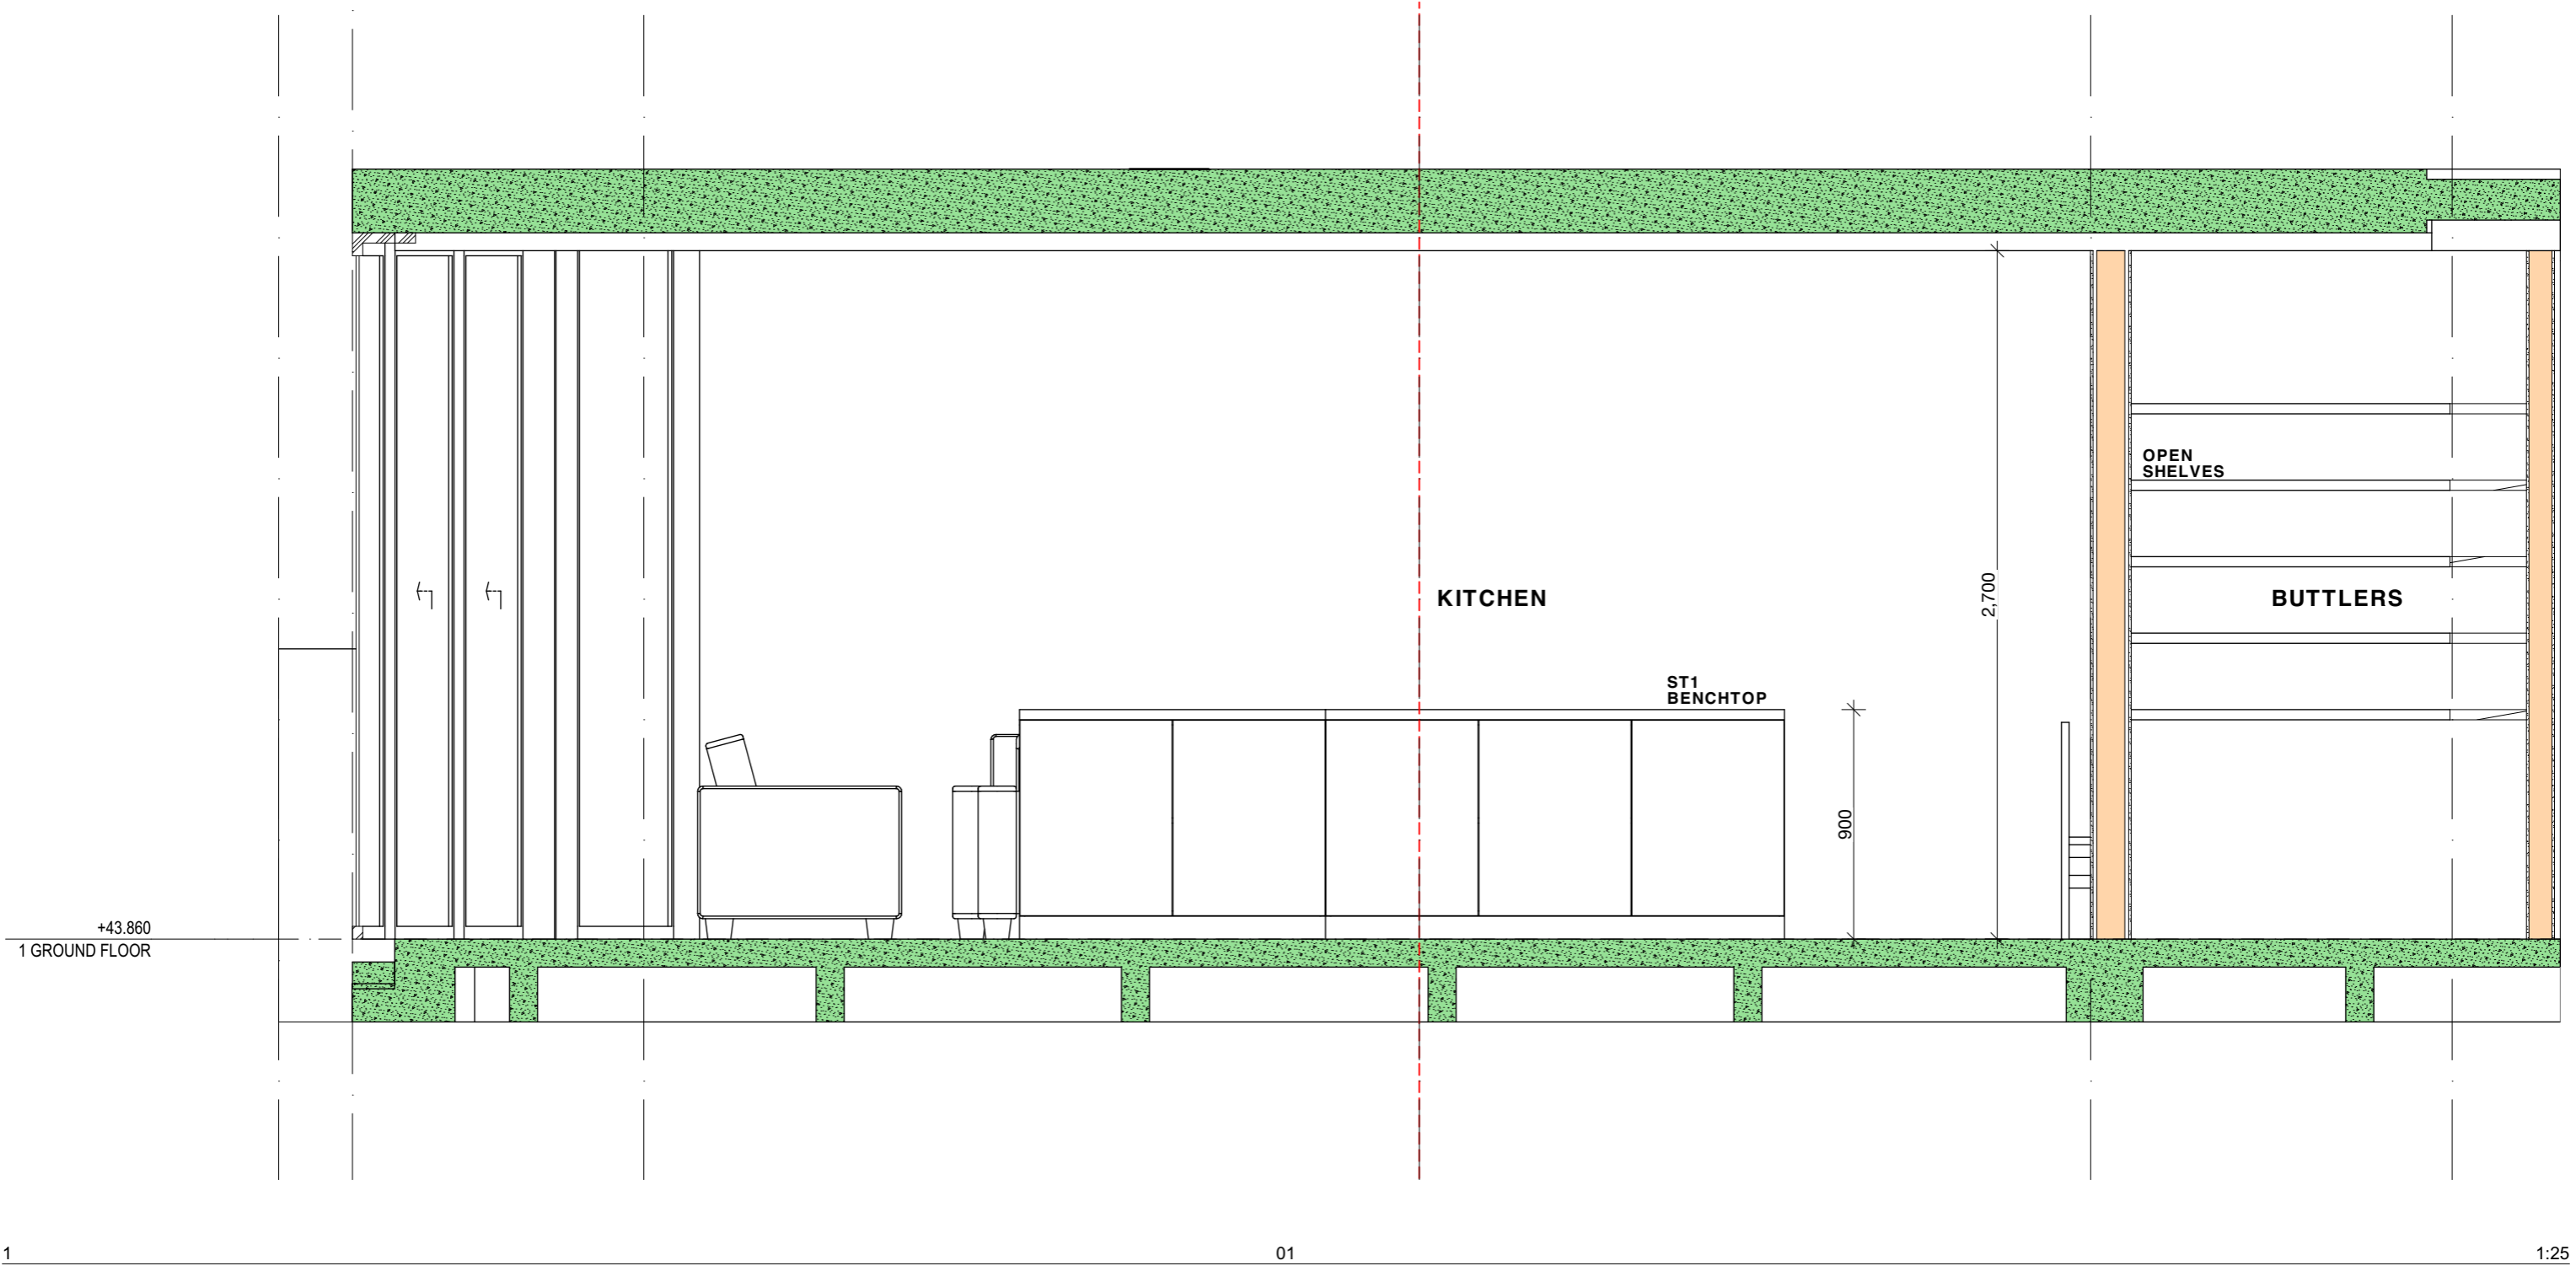 OPEN
SHELVES
KITCHEN
2,700
BUTTLERS
ST1
BENCHTOP
900
+43.860
1 GROUND FLOOR
1
01
1:25